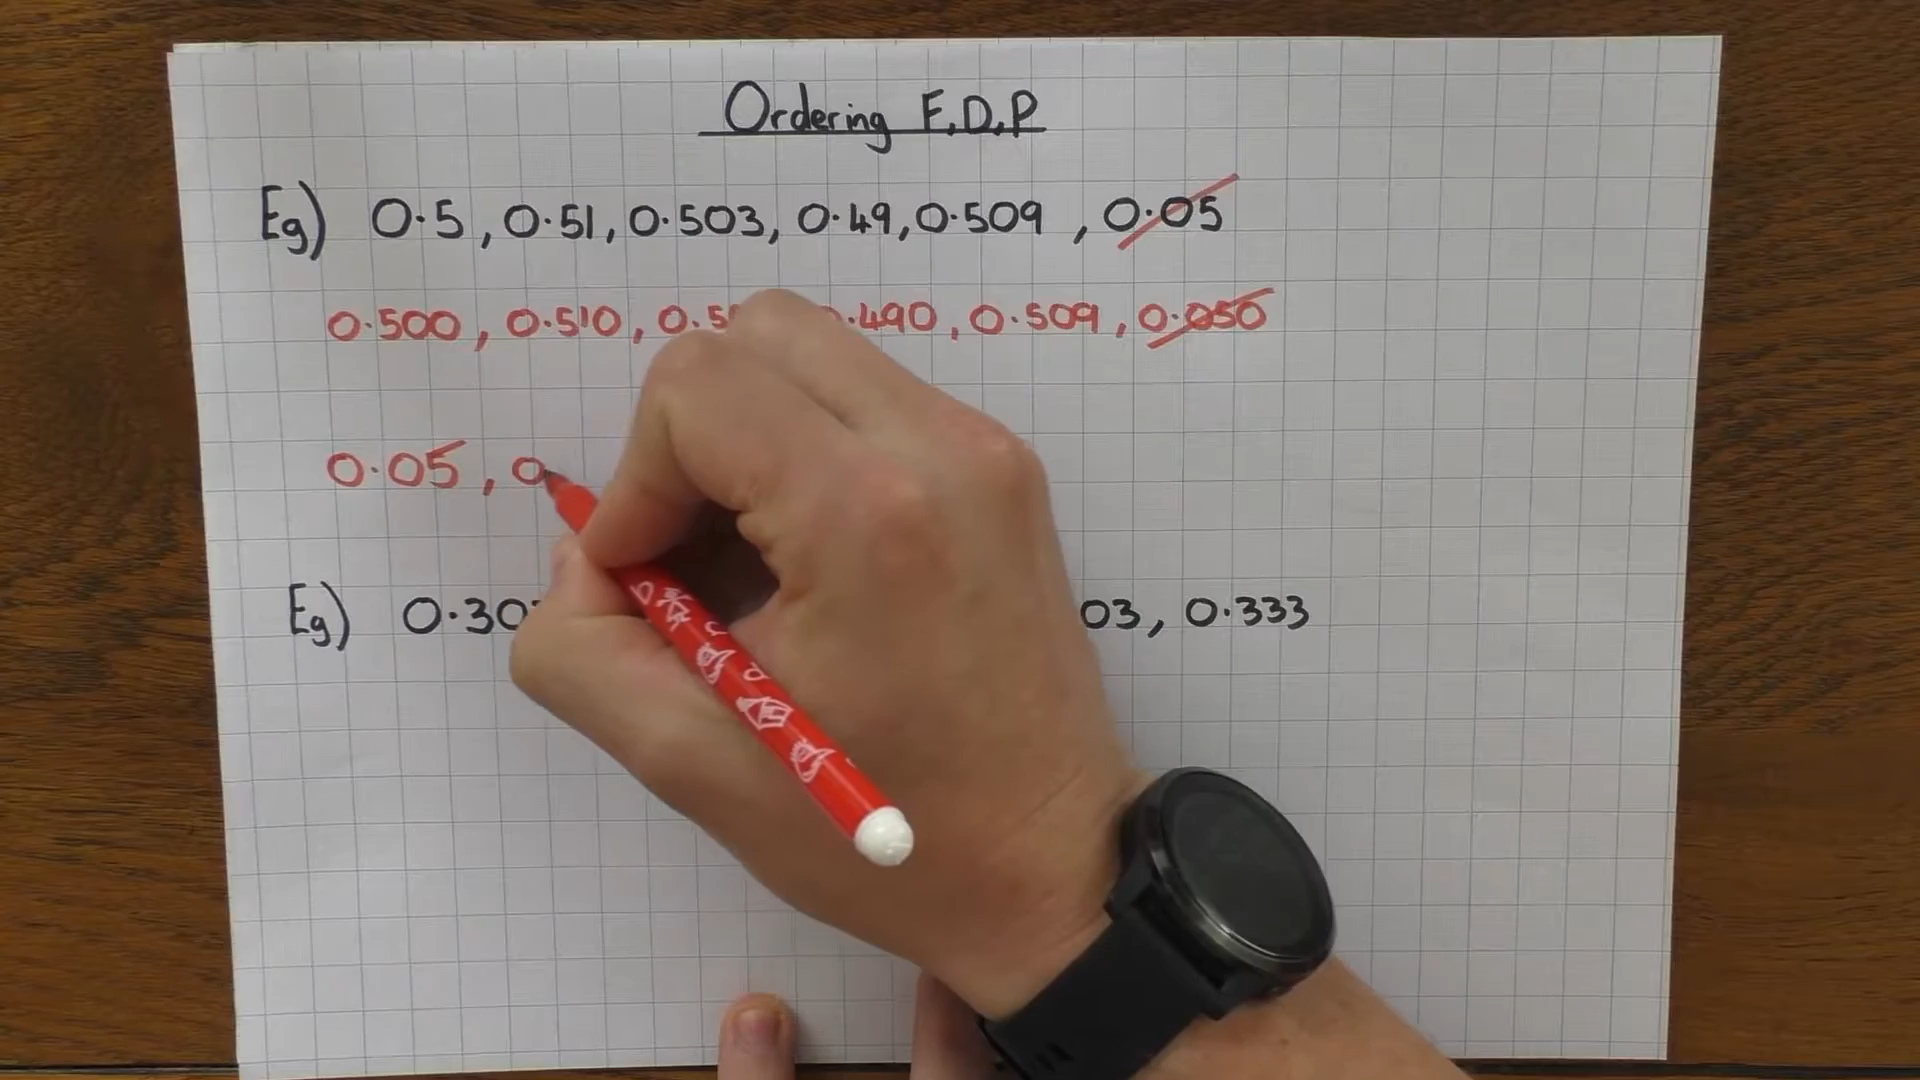 Ordering F.D.P
Eg) 0.5, 0.51, 0.503, 0.49, 0.509, 0.05
0.500, 0.510, 0.5 .490, 0.509, 0.050
0.05, 0
Eg) 0.30 03, 0.333